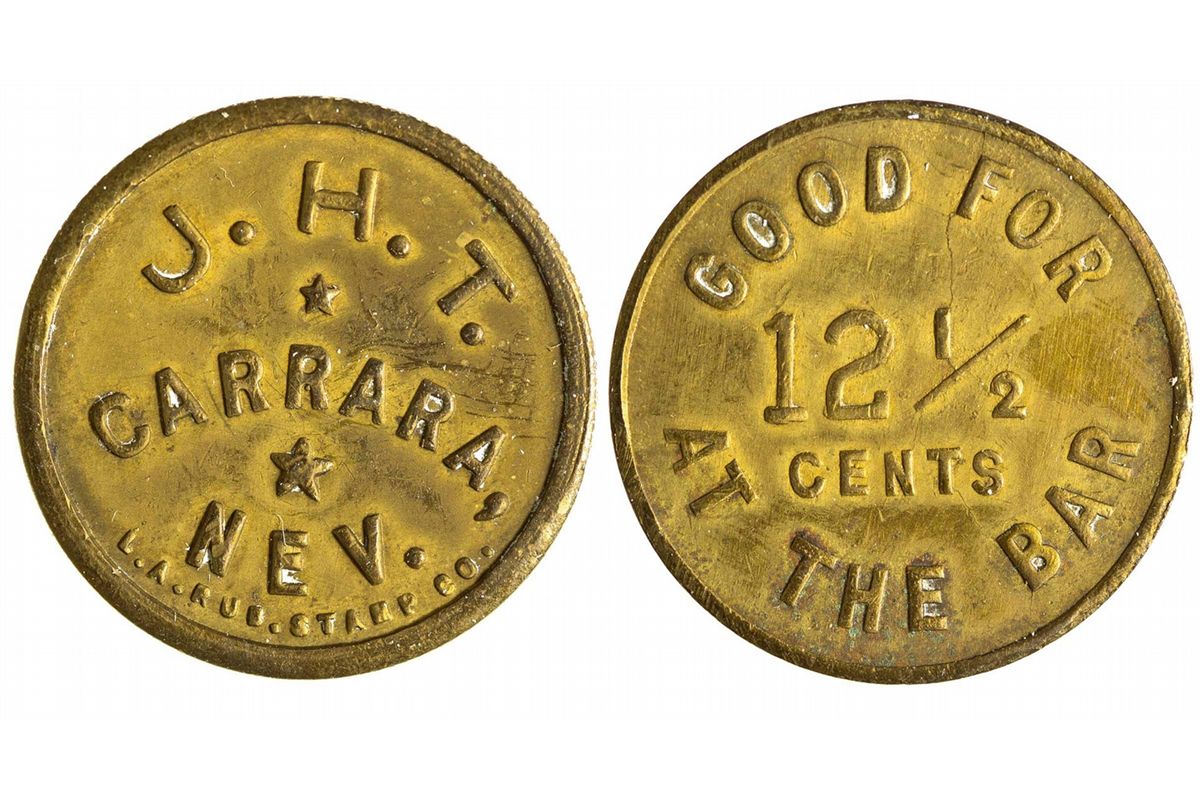 J. H. T.
CARRARA,
NEV.
L.A. RUB. STAMP CO.
GOOD FOR
12 1/2
CENTS
AT THE BAR